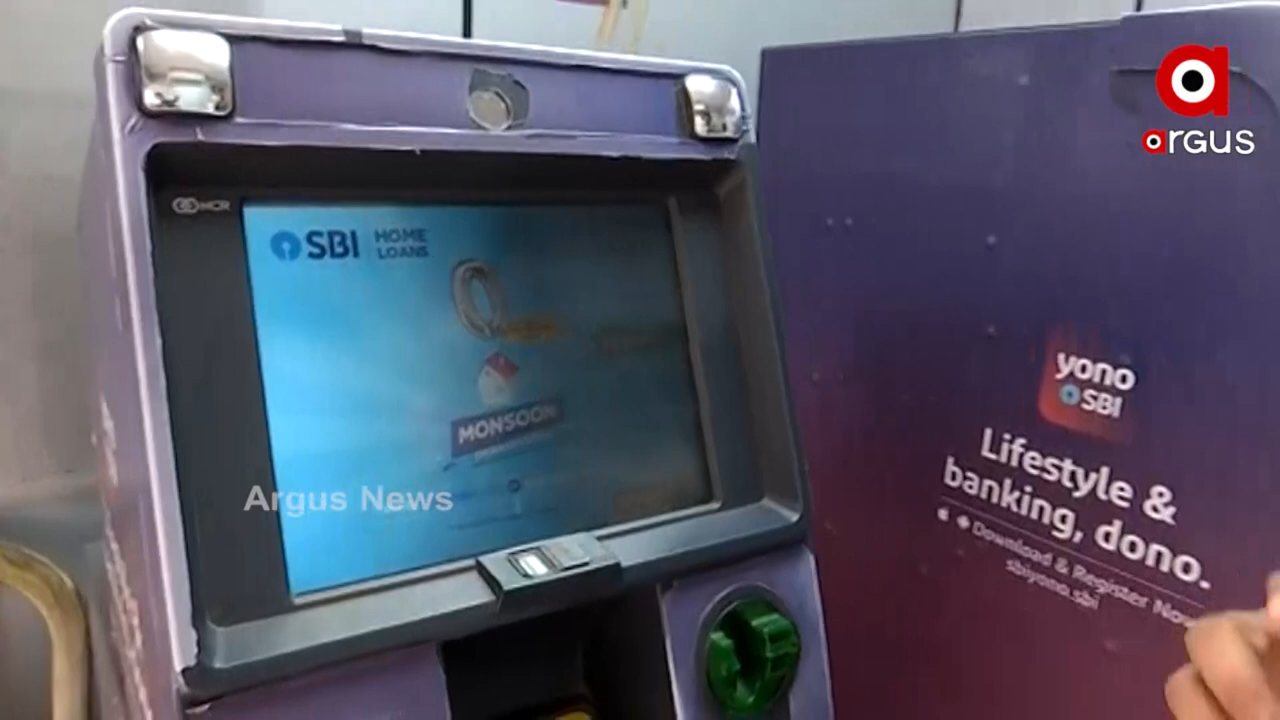 argus
NCR
SBI HOME LOANS
MONSOON
Argus News
yono
SBI
Lifestyle &
banking, dono.
Download & Register Now
sbiyono.sbi